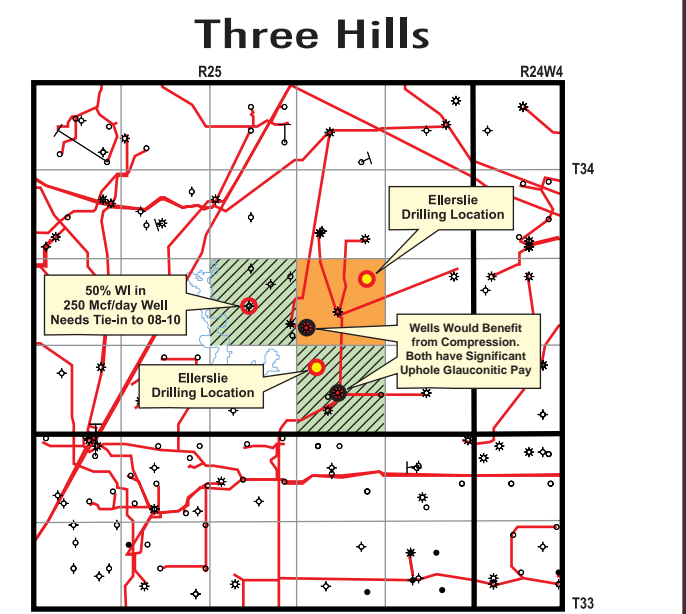 Three Hills
R25
R24W4
T34
Ellerslie
Drilling Location
50% WI in
250 Mcf/day Well
Needs Tie-in to 08-10
Wells Would Benefit
from Compression.
Both have Significant
Uphole Glauconitic Pay
Ellerslie
Drilling Location
T33